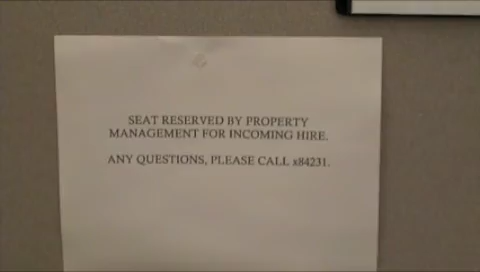 SEAT RESERVED BY PROPERTY
MANAGEMENT FOR INCOMING HIRE.
ANY QUESTIONS, PLEASE CALL x84231.